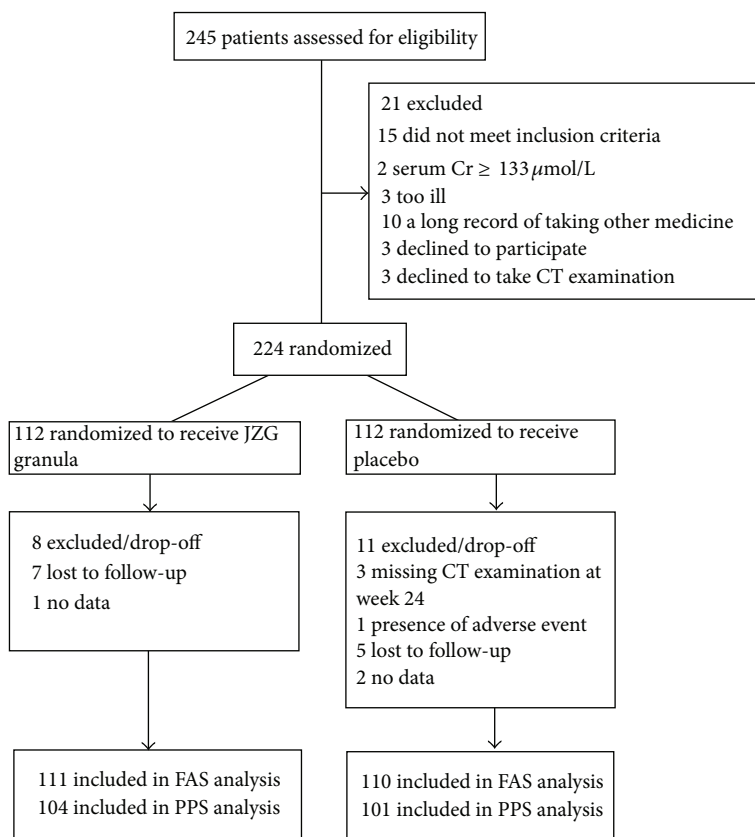 245 patients assessed for eligibility
21 excluded
15 did not meet inclusion criteria
2 serum Cr ≥ 133 μmol/L
3 too ill
10 a long record of taking other medicine
3 declined to participate
3 declined to take CT examination
224 randomized
112 randomized to receive JZG
granula
112 randomized to receive
placebo
8 excluded/drop-off
7 lost to follow-up
1 no data
11 excluded/drop-off
3 missing CT examination at
week 24
1 presence of adverse event
5 lost to follow-up
2 no data
111 included in FAS analysis
104 included in PPS analysis
110 included in FAS analysis
101 included in PPS analysis